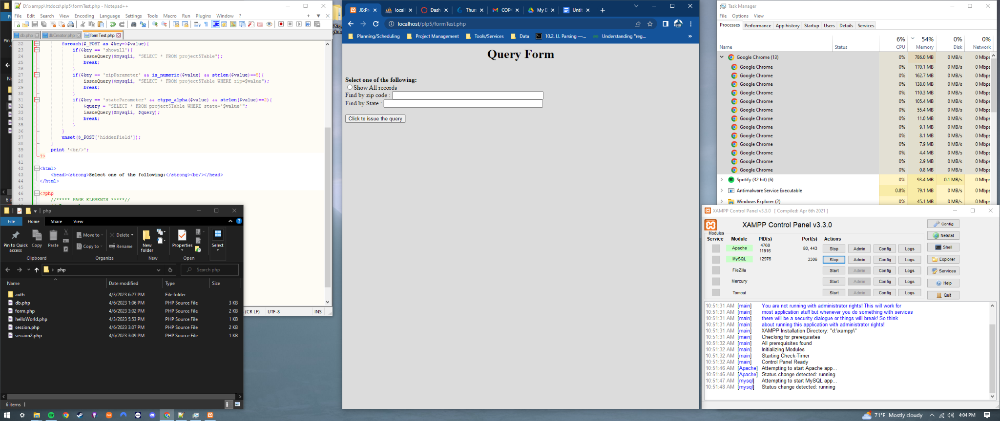 D:\xampp\htdocs\plp5\formTest.php - Notepad++
File Edit Search View Encoding Language Settings Tools Macro Run Plugins Window ?
db.php dbCreator.php formTest.php
22 foreach($_POST as $key=>$value){
23 if($key == 'showall'){
24 issueQuery($mysqli, "SELECT * FROM project5Table");
25 break;
26 }
27 if($key == 'zipParameter' && is_numeric($value) && strlen($value)==5){
28 issueQuery($mysqli, "SELECT * FROM project5Table WHERE zip=$value");
29 break;
30 }
31 if($key == 'stateParameter' && ctype_alpha($value) && strlen($value)==2){
32 $query = "SELECT * FROM project5Table WHERE state='$value'";
33 issueQuery($mysqli, $query);
34 break;
35 }
36 }
37 unset($_POST['hiddenField']);
38 }
39 print '<br/>';
40 ?>
41
42 <html>
43 <head><strong>Select one of the following:</strong><br/></head>
44 </html>
45
46 <?php
47 //***** PAGE ELEMENTS *****//
(CR LF) UTF-8 INS
php
File Home Share View
Pin to Quick access
Copy
Paste
Move to
Copy to
Delete
Rename
New folder
Properties
Select
Clipboard Organize New Open
php
Search php
Name Date modified Type Size
auth 4/3/2023 6:27 PM File folder
db.php 4/6/2023 1:06 PM PHP Source File 3 KB
form.php 4/6/2023 3:02 PM PHP Source File 2 KB
helloWorld.php 4/3/2023 5:53 PM PHP Source File 1 KB
session.php 4/6/2023 3:07 PM PHP Source File 2 KB
session2.php 4/6/2023 3:09 PM PHP Source File 1 KB
6 items
JB:Pr locall Dash Thurs COP My D Untit
localhost/plp5/formTest.php
Planning/Scheduling Project Management Tools/Services Data 10.2. LL Parsing —... Understanding "reg... »
Query Form
Select one of the following:
Show All records
Find by zip code :
Find by State :
Click to issue the query
Task Manager
File Options View
Processes Performance App history Startup Users Details Services
6% 54% 0% 0%
Name Status CPU Memory Disk Network
Google Chrome (13) 0% 786.0 MB 0 MB/s 0 Mbps
Google Chrome 0% 170.1 MB 0 MB/s 0 Mbps
Google Chrome 0% 162.7 MB 0 MB/s 0 Mbps
Google Chrome 0% 138.0 MB 0 MB/s 0 Mbps
Google Chrome 0% 110.3 MB 0 MB/s 0 Mbps
Google Chrome 0% 105.4 MB 0 MB/s 0 Mbps
Google Chrome 0% 55.4 MB 0 MB/s 0 Mbps
Google Chrome 0% 11.0 MB 0 MB/s 0 Mbps
Google Chrome 0% 9.1 MB 0 MB/s 0 Mbps
Google Chrome 0% 8.1 MB 0 MB/s 0 Mbps
Google Chrome 0% 7.9 MB 0 MB/s 0 Mbps
Google Chrome 0% 4.4 MB 0 MB/s 0 Mbps
Google Chrome 0% 2.9 MB 0 MB/s 0 Mbps
Google Chrome 0% 0.8 MB 0 MB/s 0 Mbps
Spotify (32 bit) (6) 0% 93.4 MB 0.1 MB/s 0 Mbps
Antimalware Service Executable 0.8% 79.1 MB 0 MB/s 0 Mbps
Windows Explorer (2) 0% 45.1 MB 0 MB/s 0 Mbps
XAMPP Control Panel v3.3.0 [ Compiled: Apr 6th 2021 ]
XAMPP Control Panel v3.3.0
Modules
Service Module PID(s) Port(s) Actions
Apache 4768 11916 80, 443 Stop Admin Config Logs
MySQL 12976 3306 Stop Admin Config Logs
FileZilla Start Admin Config Logs
Mercury Start Admin Config Logs
Tomcat Start Admin Config Logs
Config
Netstat
Shell
Explorer
Services
Help
Quit
10:51:31 AM [main] You are not running with administrator rights! This will work for
10:51:31 AM [main] most application stuff but whenever you do something with services
10:51:31 AM [main] there will be a security dialogue or things will break! So think
10:51:31 AM [main] about running this application with administrator rights!
10:51:31 AM [main] XAMPP Installation Directory: "d:\xampp\"
10:51:31 AM [main] Checking for prerequisites
10:51:32 AM [main] All prerequisites found
10:51:32 AM [main] Initializing Modules
10:51:32 AM [main] Starting Check-Timer
10:51:32 AM [main] Control Panel Ready
10:51:46 AM [Apache] Attempting to start Apache app...
10:51:46 AM [Apache] Status change detected: running
10:51:47 AM [mysql] Attempting to start MySQL app...
10:51:48 AM [mysql] Status change detected: running
71°F Mostly cloudy 4:04 PM